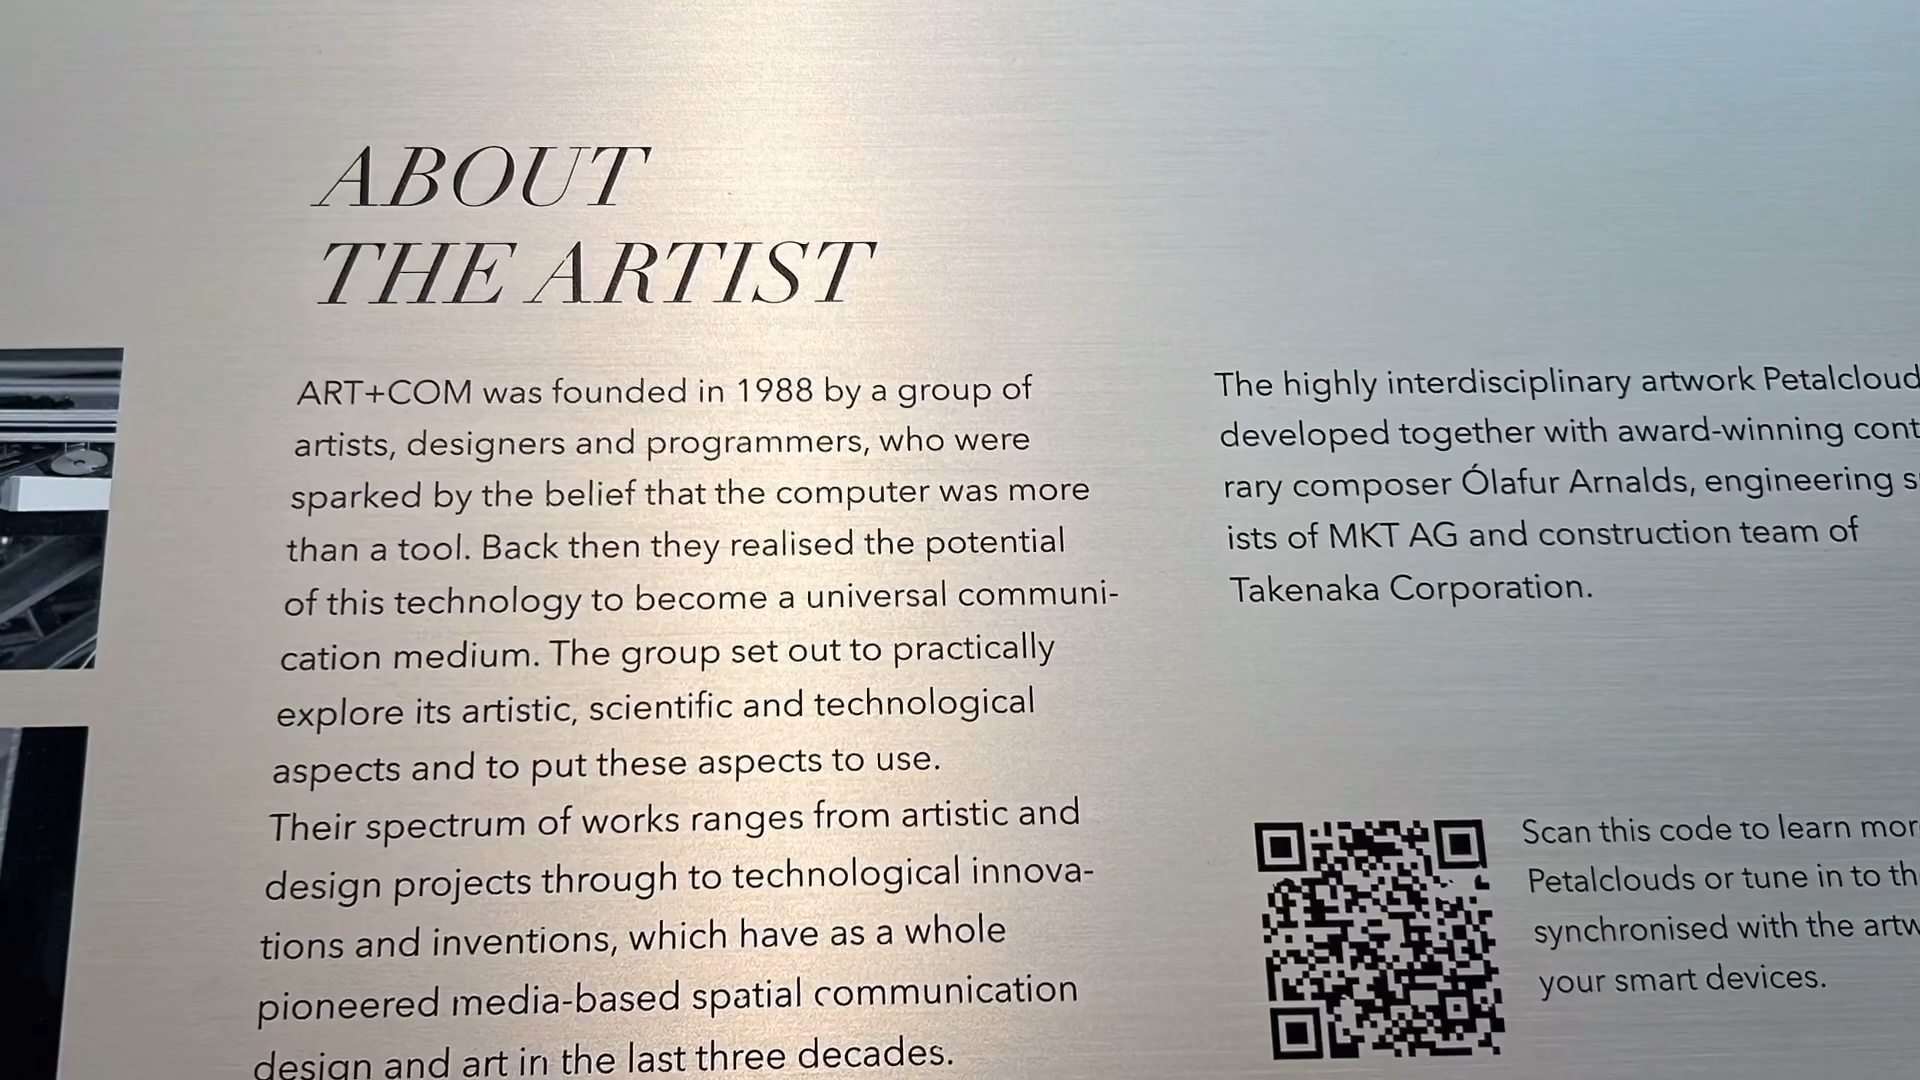 ABOUT
THE ARTIST
ART+COM was founded in 1988 by a group of
artists, designers and programmers, who were
sparked by the belief that the computer was more
than a tool. Back then they realised the potential
of this technology to become a universal communi-
cation medium. The group set out to practically
explore its artistic, scientific and technological
aspects and to put these aspects to use.
Their spectrum of works ranges from artistic and
design projects through to technological innova-
tions and inventions, which have as a whole
pioneered media-based spatial communication
design and art in the last three decades.
The highly interdisciplinary artwork Petalcloud
developed together with award-winning cont
rary composer Ólafur Arnalds, engineering
ists of MKT AG and construction team of
Takenaka Corporation.
Scan this code to learn mor
Petalclouds or tune in to th
synchronised with the artw
your smart devices.